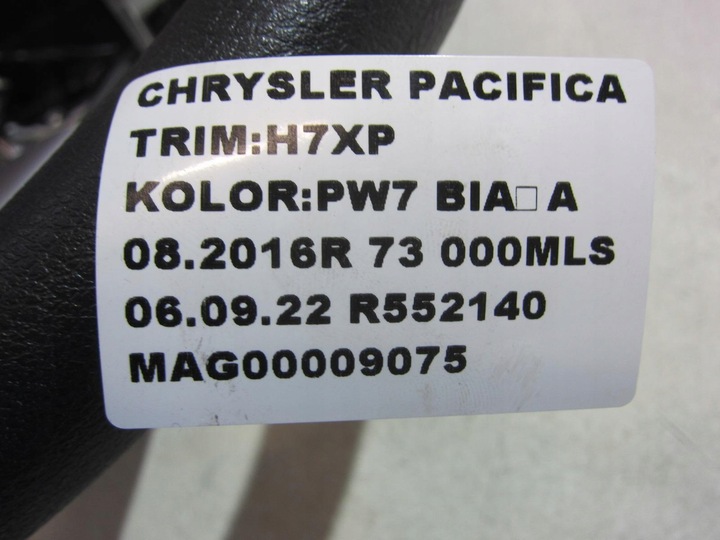 CHRYSLER PACIFICA
TRIM:H7XP
KOLOR:PW7 BIA□A
08.2016R 73 000MLS
06.09.22 R552140
MAG00009075